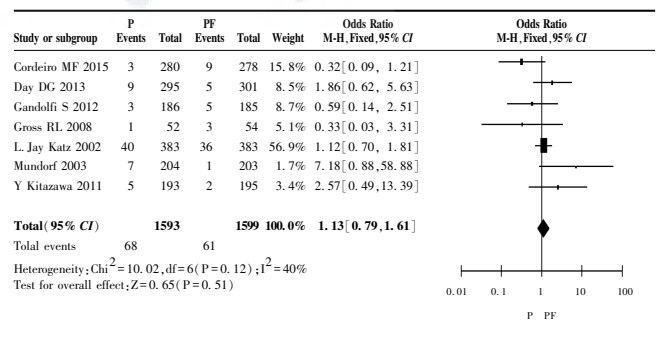 P PF Odds Ratio Odds Ratio
Study or subgroup Events Total Events Total Weight M-H,Fixed,95% CI M-H,Fixed,95% CI
Cordeiro MF 2015 3 280 9 278 15.8% 0.32[0.09, 1.21]
Day DG 2013 9 295 5 301 8.5% 1.86[0.62, 5.63]
Gandolfi S 2012 3 186 5 185 8.7% 0.59[0.14, 2.51]
Gross RL 2008 1 52 3 54 5.1% 0.33[0.03, 3.31]
L. Jay Katz 2002 40 383 36 383 56.9% 1.12[0.70, 1.81]
Mundorf 2003 7 204 1 203 1.7% 7.18[0.88,58.88]
Y Kitazawa 2011 5 193 2 195 3.4% 2.57[0.49,13.39]
Total(95% CI) 1593 1599 100.0% 1.13[0.79,1.61]
Total events 68 61
Heterogeneity:Chi²=10.02,df=6(P=0.12);I²=40%
Test for overall effect:Z=0.65(P=0.51)
0.01 0.1 1 10 100
P PF